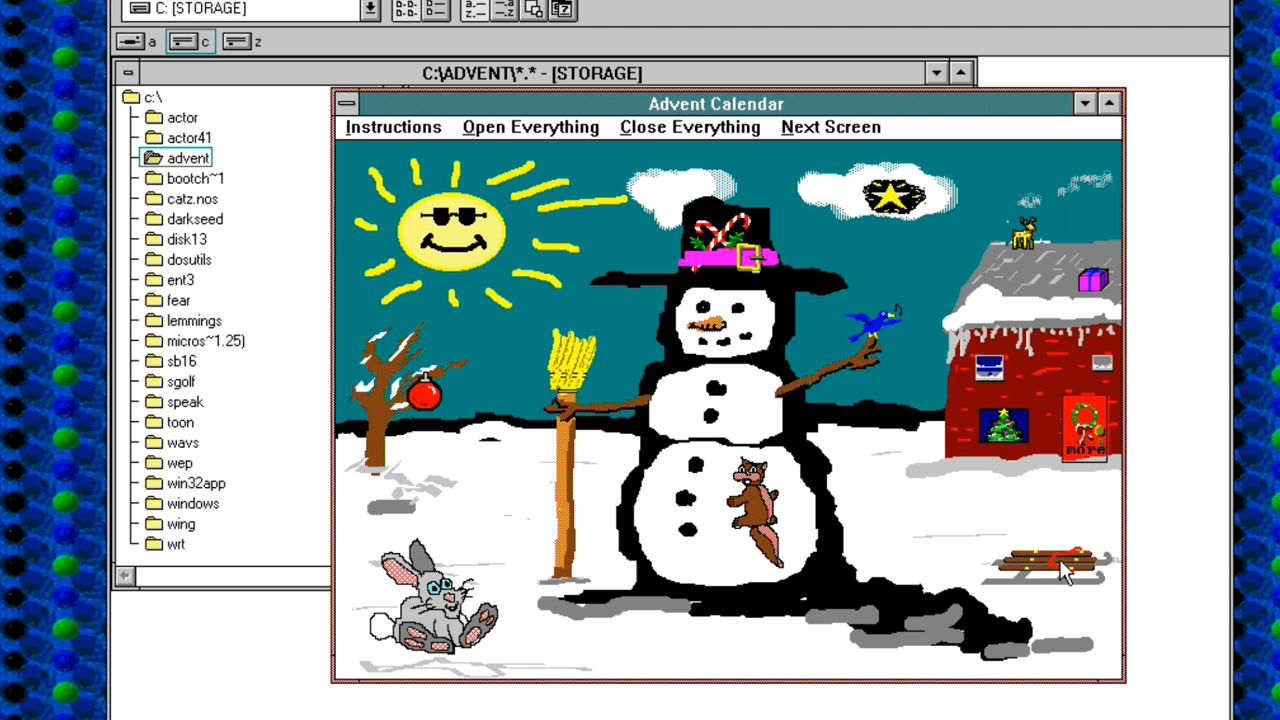 C: [STORAGE]
a c z
C:\ADVENT\*.* - [STORAGE]
c:\
actor
actor41
advent
bootch~1
catz.nos
darkseed
disk13
dosutils
ent3
fear
lemmings
micros~1.25)
sb16
sgolf
speak
toon
wavs
wep
win32app
windows
wing
wrt
Advent Calendar
Instructions Open Everything Close Everything Next Screen
more